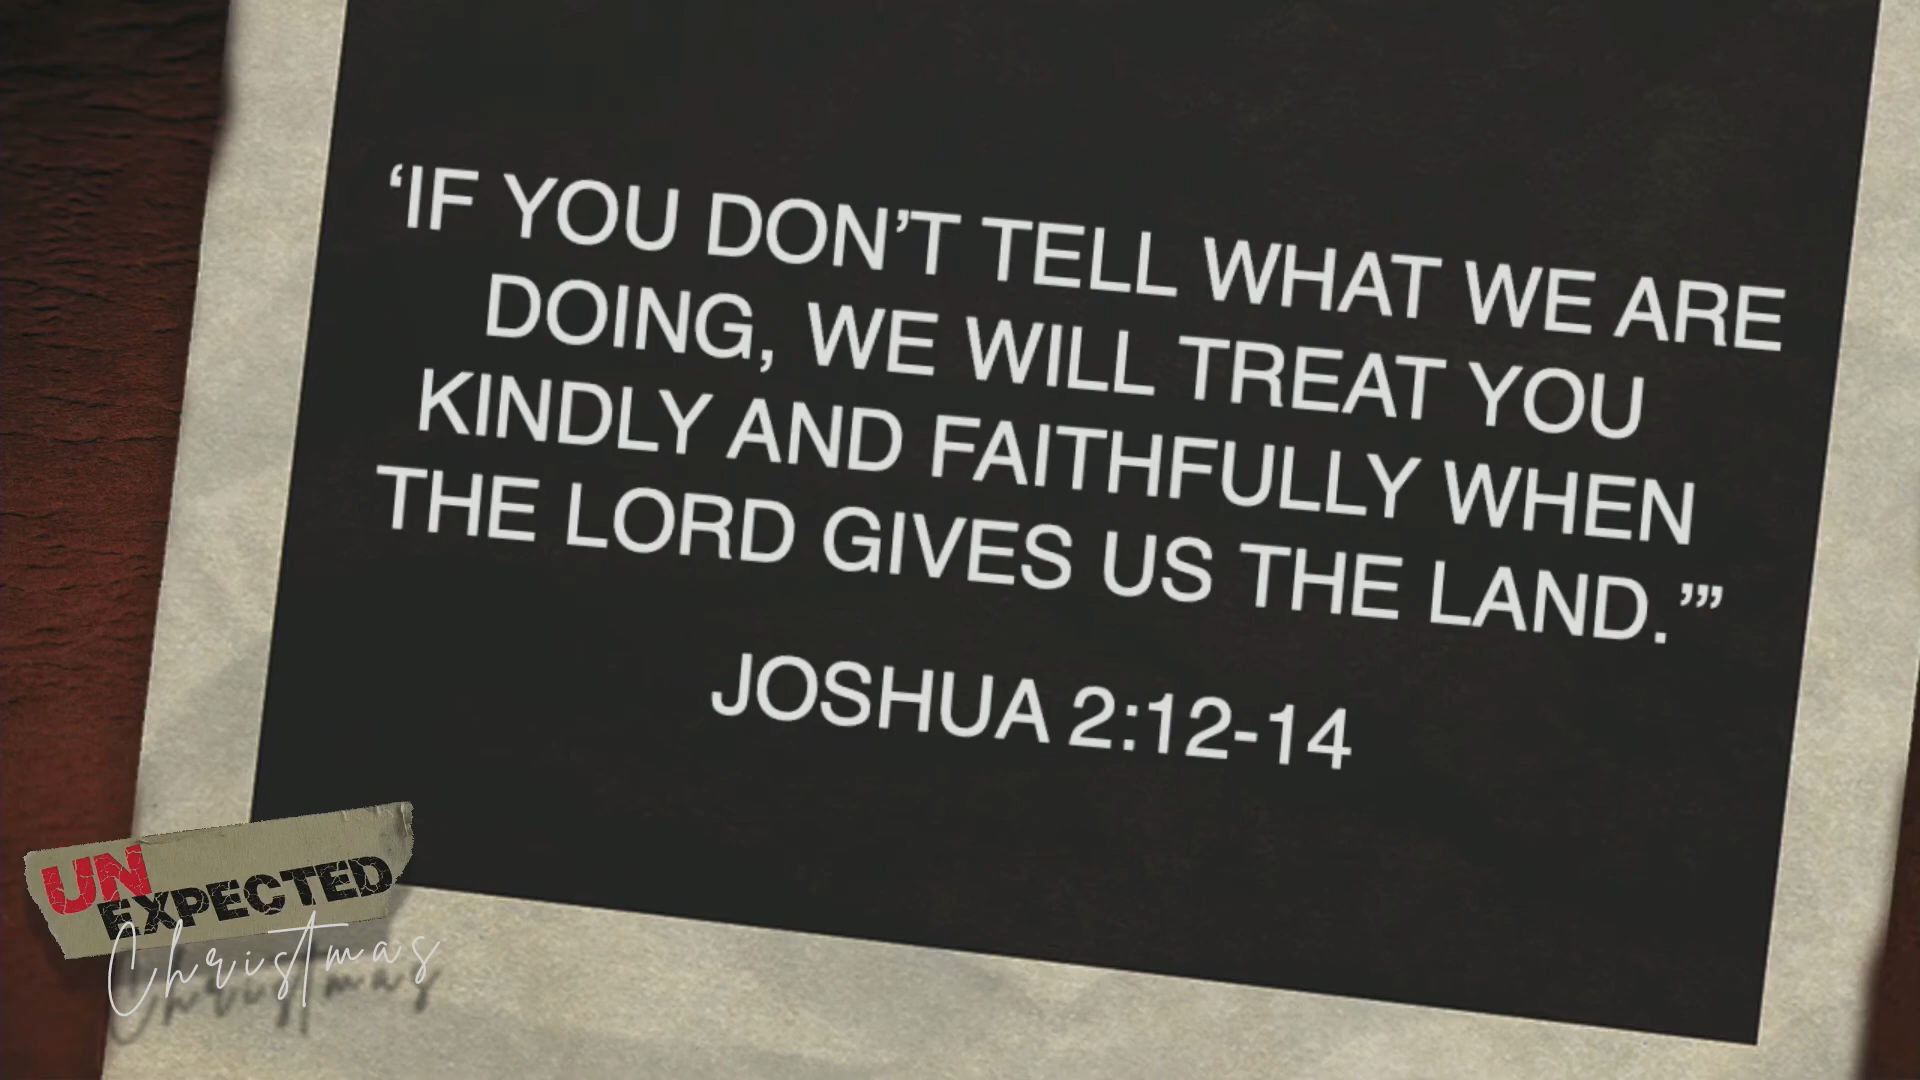 ‘IF YOU DON’T TELL WHAT WE ARE
DOING, WE WILL TREAT YOU
KINDLY AND FAITHFULLY WHEN
THE LORD GIVES US THE LAND.’”
JOSHUA 2:12-14
UN
EXPECTED
Christmas